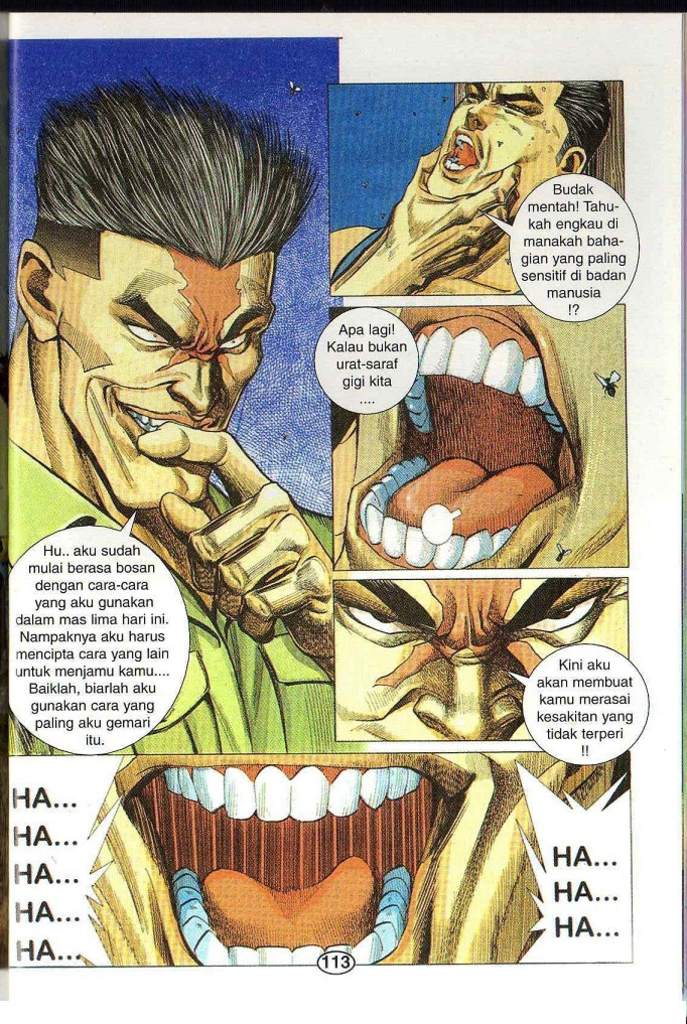 Hu.. aku sudah
mulai berasa bosan
dengan cara-cara
yang aku gunakan
dalam mas lima hari ini.
Nampaknya aku harus
mencipta cara yang lain
untuk menjamu kamu....
Baiklah, biarlah aku
gunakan cara yang
paling aku gemari
itu.
Budak
mentah! Tahu-
kah engkau di
manakah baha-
gian yang paling
sensitif di badan
manusia
!?
Apa lagi!
Kalau bukan
urat-saraf
gigi kita
....
Kini aku
akan membuat
kamu merasai
kesakitan yang
tidak terperi
!!
HA...
HA...
HA...
HA...
HA...
HA...
HA...
HA...
113